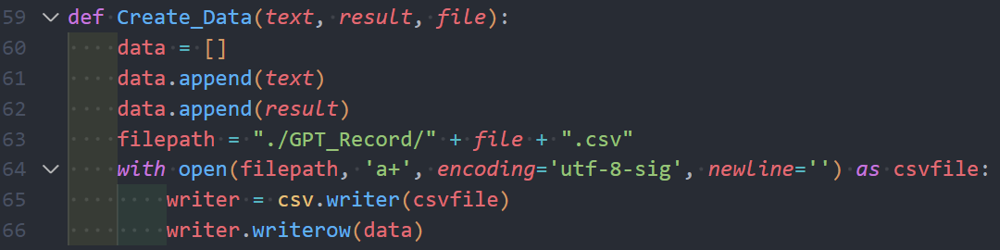 59 def Create_Data(text, result, file):
60     data = []
61     data.append(text)
62     data.append(result)
63     filepath = "./GPT_Record/" + file + ".csv"
64     with open(filepath, 'a+', encoding='utf-8-sig', newline='') as csvfile:
65         writer = csv.writer(csvfile)
66         writer.writerow(data)